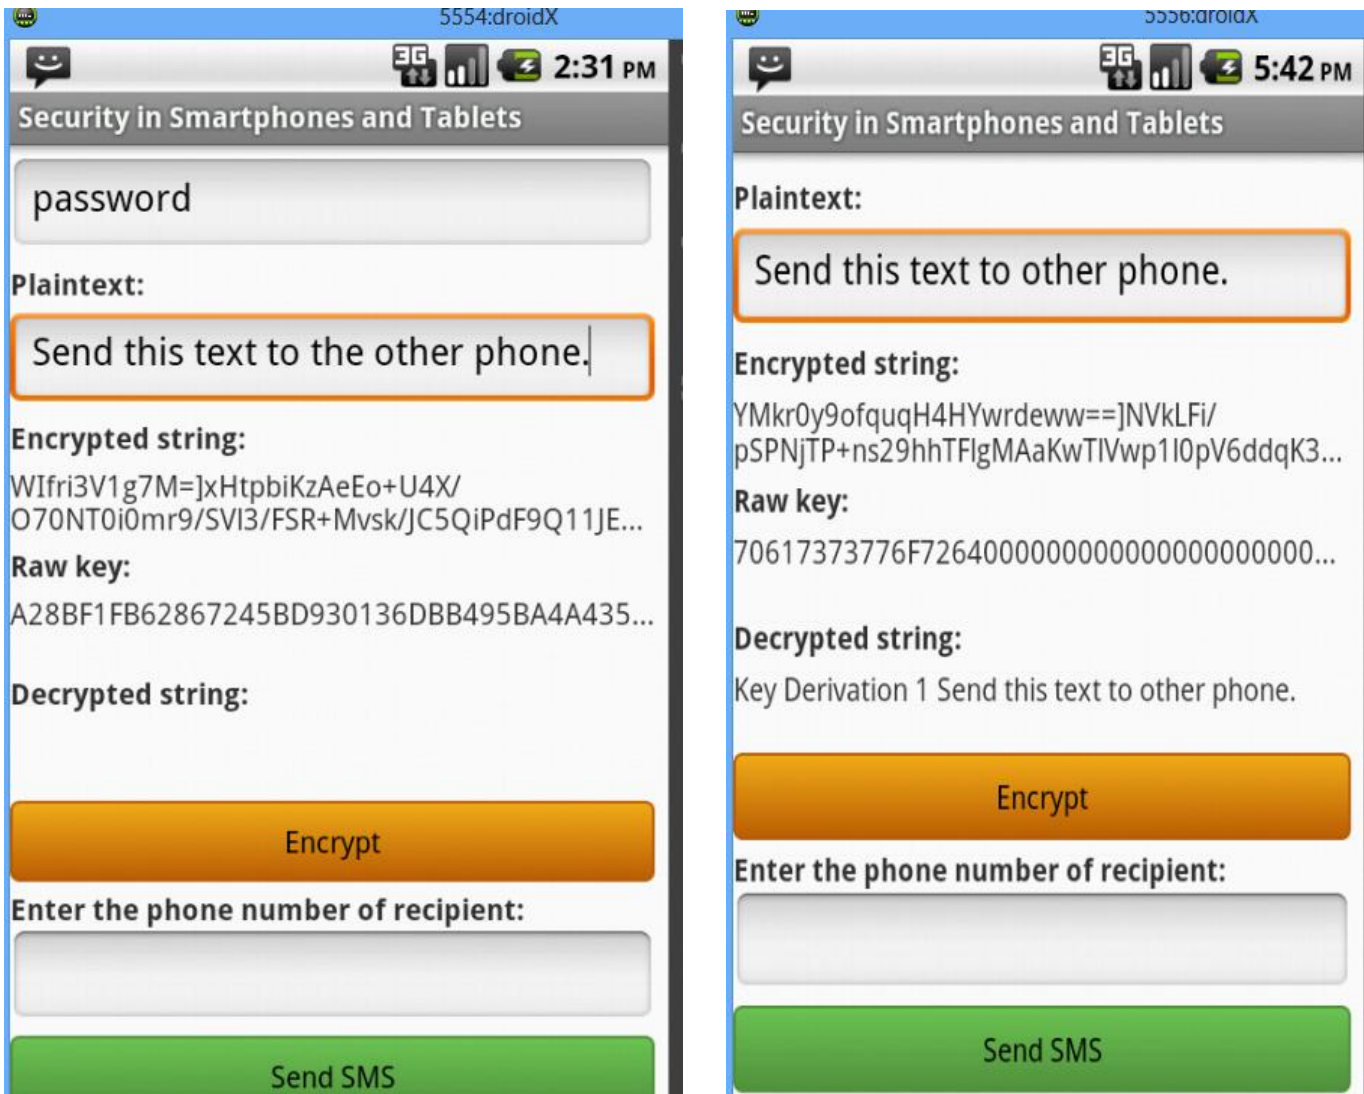 5554:droidX
3G
2:31 PM
Security in Smartphones and Tablets
password
Plaintext:
Send this text to the other phone.
Encrypted string:
WIfri3V1g7M=]xHtpbiKzAeEo+U4X/
O70NT0i0mr9/SVl3/FSR+Mvsk/JC5QiPdF9Q11JE...
Raw key:
A28BF1FB62867245BD930136DBB495BA4A435...
Decrypted string:
Encrypt
Enter the phone number of recipient:
Send SMS
5556:droidX
3G
5:42 PM
Security in Smartphones and Tablets
Plaintext:
Send this text to other phone.
Encrypted string:
YMkr0y9ofquqH4HYwrdeww==]NVkLFi/
pSPNjTP+ns29hhTFlgMAaKwTlVwp1l0pV6ddqK3...
Raw key:
70617373776F72640000000000000000000000...
Decrypted string:
Key Derivation 1 Send this text to other phone.
Encrypt
Enter the phone number of recipient:
Send SMS